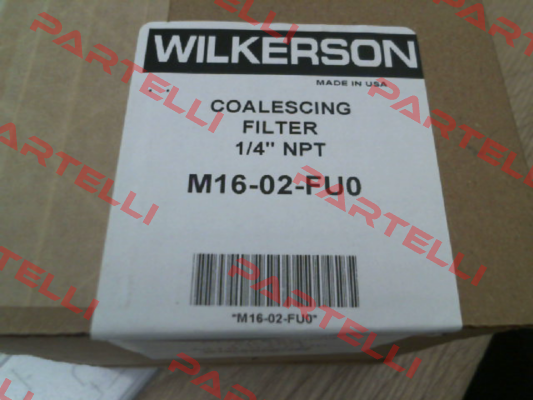 WILKERSON
MADE IN USA
COALESCING
FILTER
1/4" NPT
M16-02-FU0
"M16-02-FU0"
PARTELLI
PARTELLI
PARTELLI
PARTELLI
PARTELLI
PARTELLI